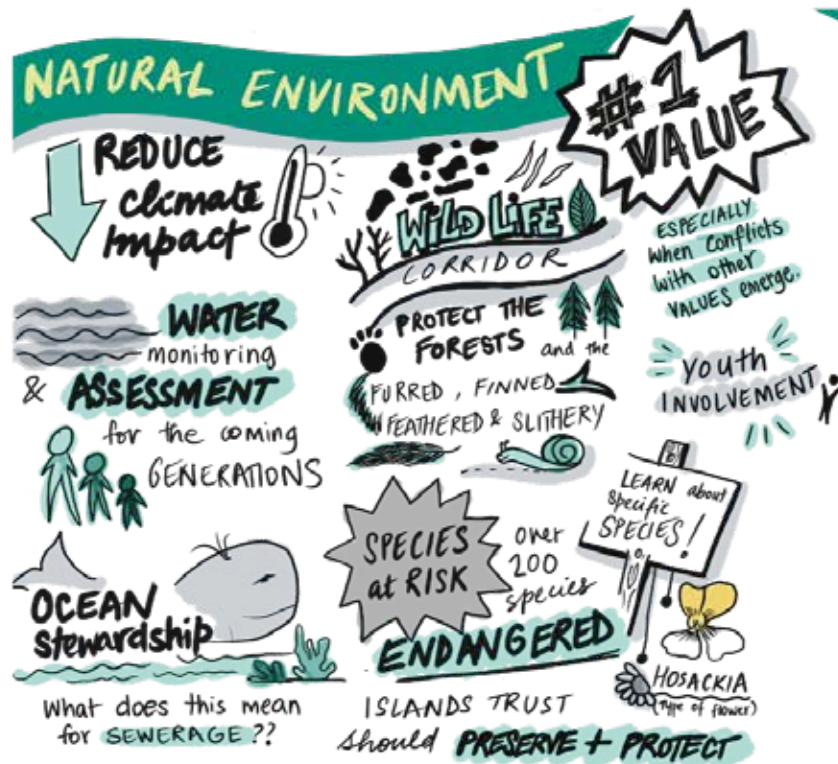 NATURAL ENVIRONMENT
#1
VALUE
ESPECIALLY
when conflicts
with other
VALUES emerge.
REDUCE
climate
impact
WILD LIFE
CORRIDOR
WATER
monitoring
& ASSESSMENT
for the coming
GENERATIONS
PROTECT THE
FORESTS and the
FURRED, FINNED
FEATHERED & SLITHERY
Youth
INVOLVEMENT
LEARN about
specific
SPECIES!
SPECIES
at RISK
over
200
species
ENDANGERED
HOSACKIA
(Type of flower)
OCEAN
stewardship
What does this mean
for SEWERAGE??
ISLANDS TRUST
should PRESERVE + PROTECT